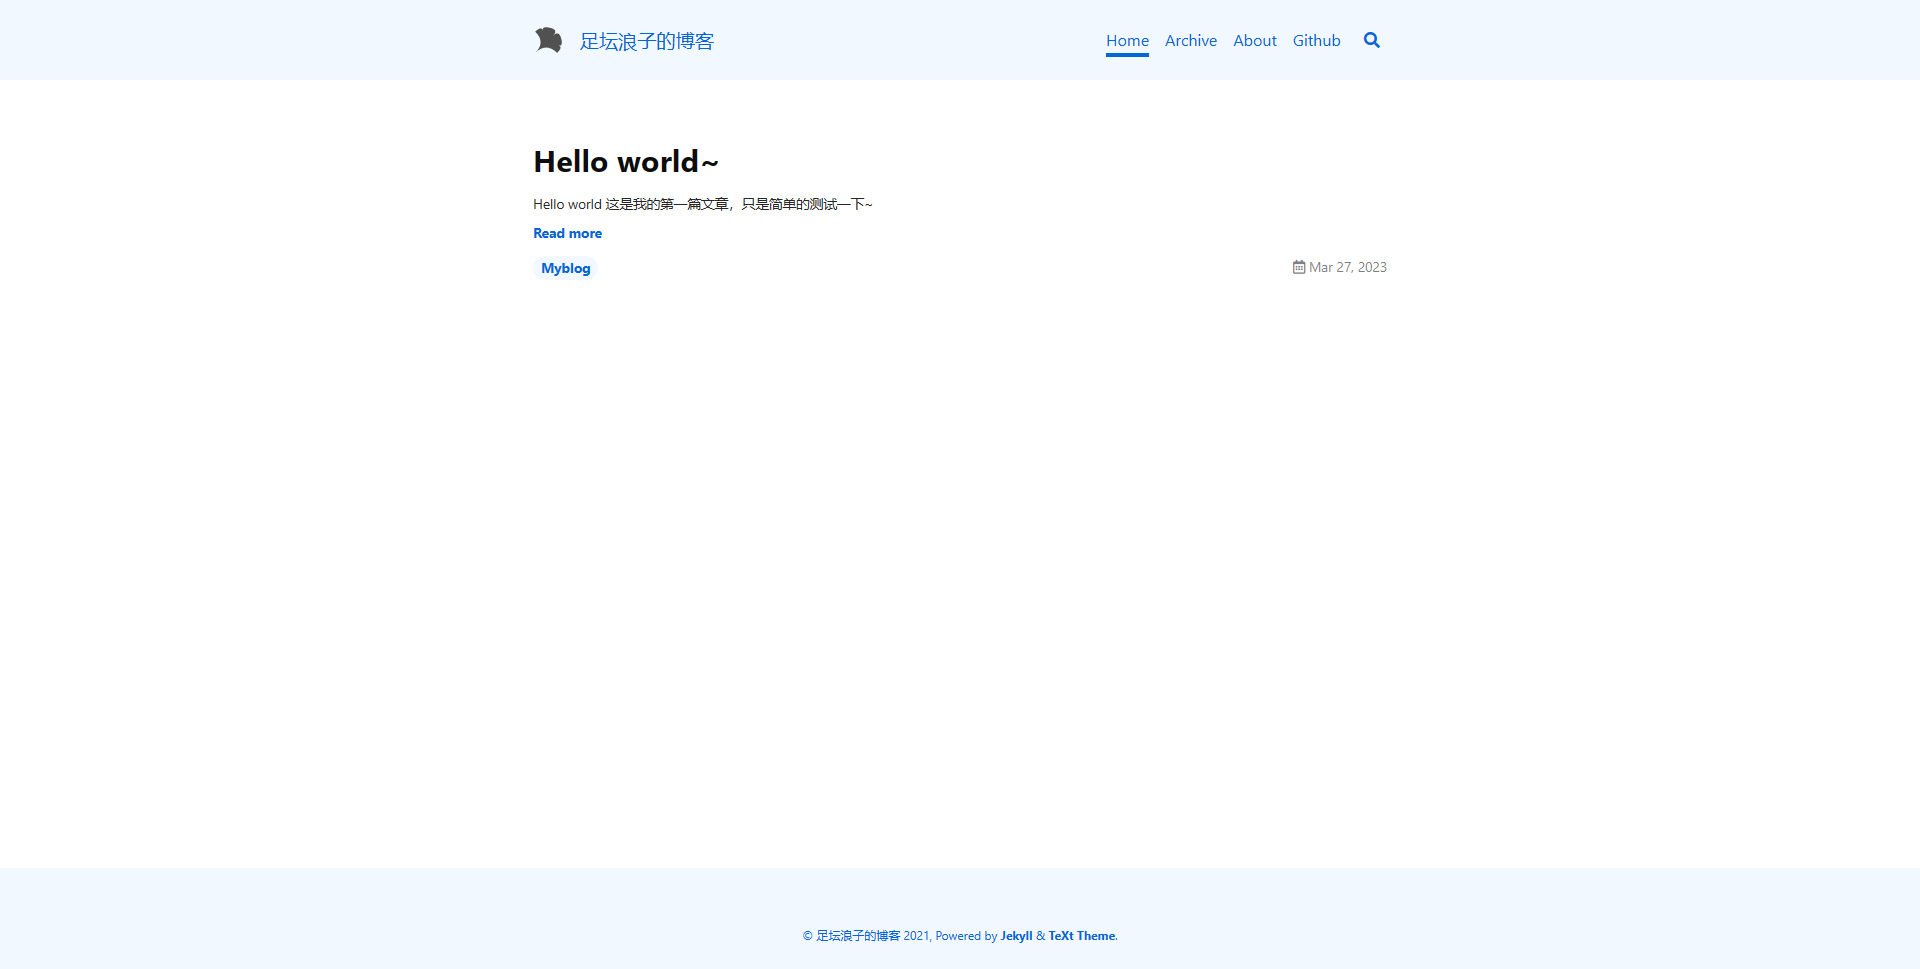 足坛浪子的博客
Home Archive About Github
Hello world~
Hello world 这是我的第一篇文章，只是简单的测试一下~
Read more
Myblog
Mar 27, 2023
© 足坛浪子的博客 2021, Powered by Jekyll & TeXt Theme.